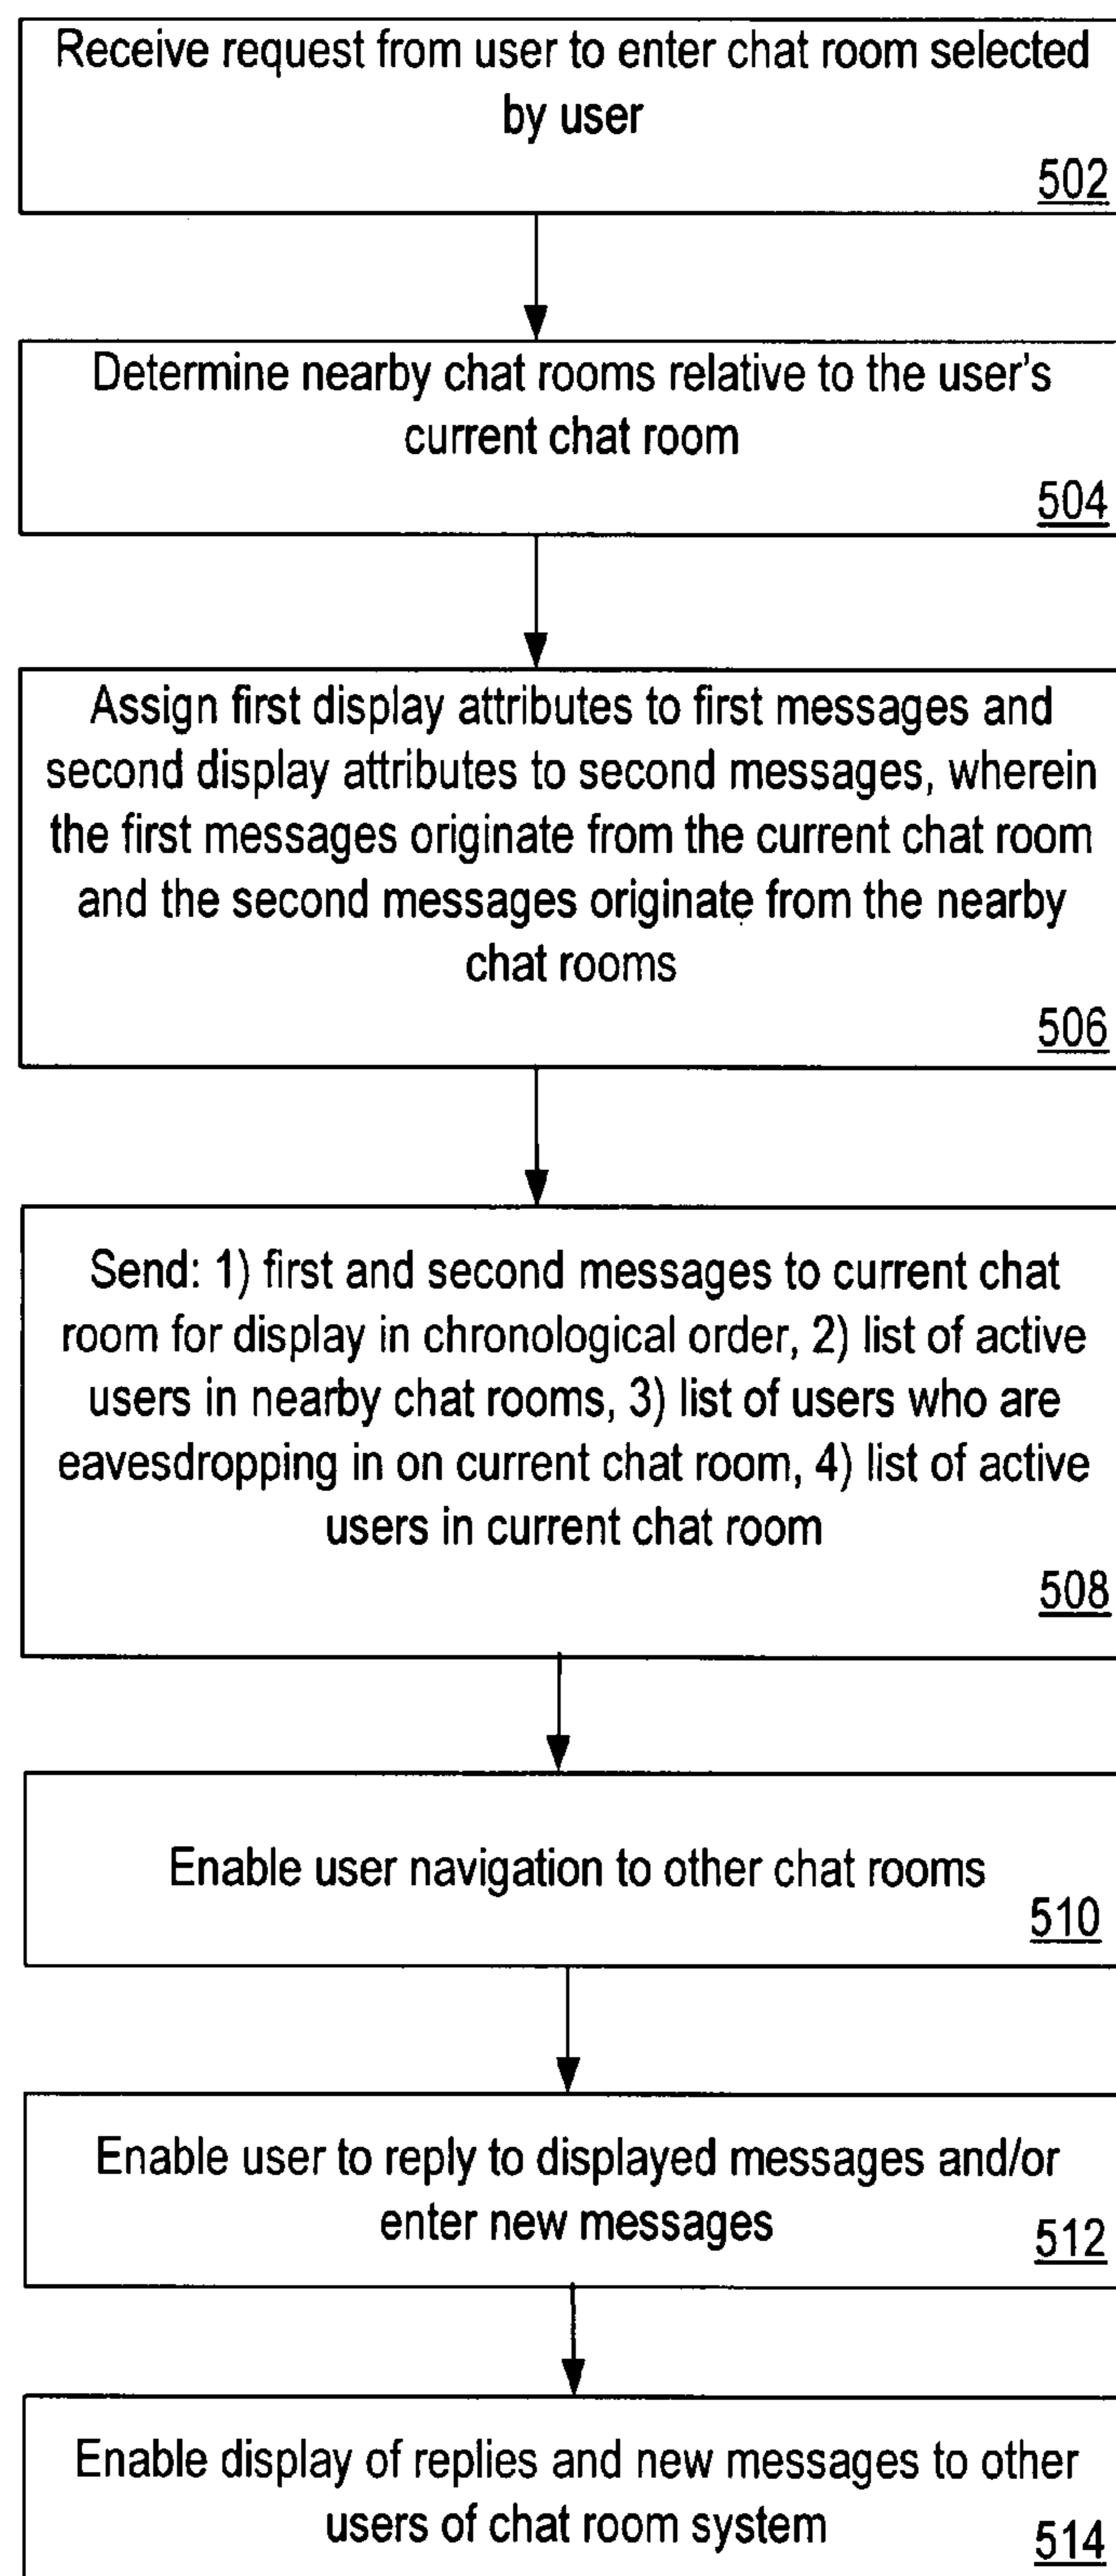 Receive request from user to enter chat room selected
by user
502
Determine nearby chat rooms relative to the user's
current chat room
504
Assign first display attributes to first messages and
second display attributes to second messages, wherein
the first messages originate from the current chat room
and the second messages originate from the nearby
chat rooms
506
Send: 1) first and second messages to current chat
room for display in chronological order, 2) list of active
users in nearby chat rooms, 3) list of users who are
eavesdropping in on current chat room, 4) list of active
users in current chat room
508
Enable user navigation to other chat rooms
510
Enable user to reply to displayed messages and/or
enter new messages
512
Enable display of replies and new messages to other
users of chat room system
514